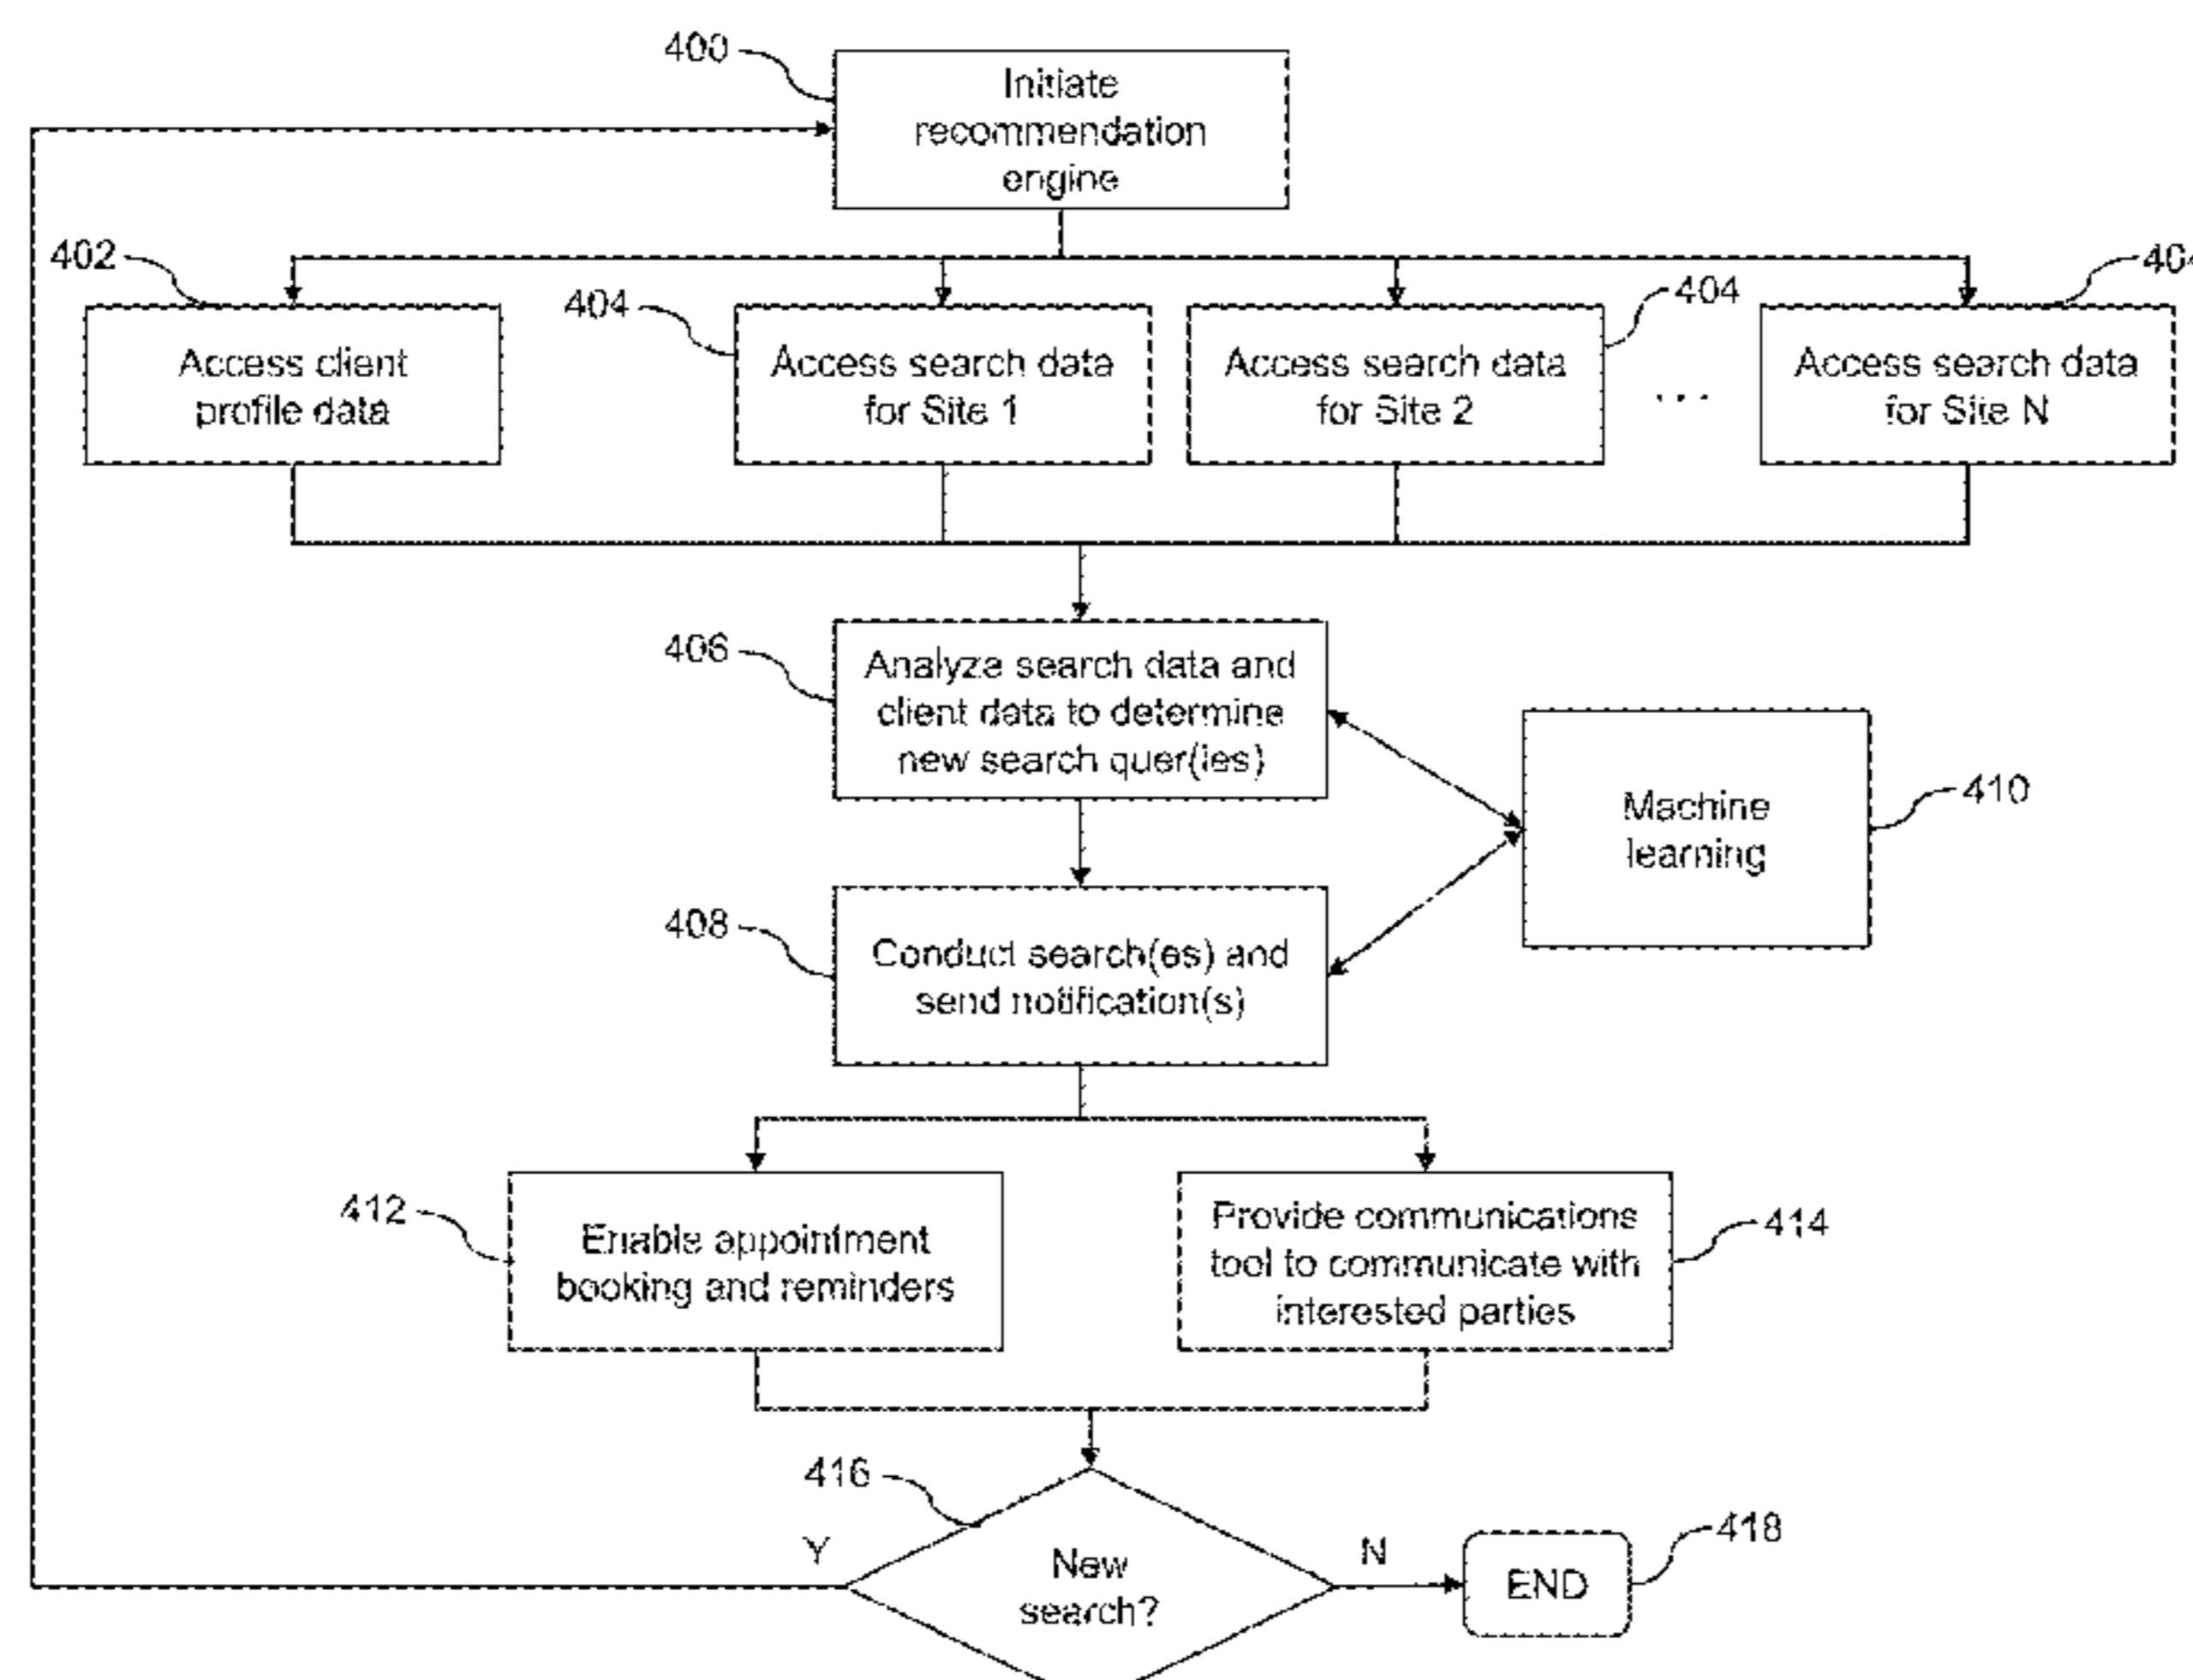 400
Initiate
recommendation
engine
402
Access client
profile data
404
Access search data
for Site 1
404
Access search data
for Site 2
...
404
Access search data
for Site N
406
Analyze search data and
client data to determine
new search quer(ies)
410
Machine
learning
408
Conduct search(es) and
send notification(s)
412
Enable appointment
booking and reminders
414
Provide communications
tool to communicate with
interested parties
416
Y
New
search?
N
END
418